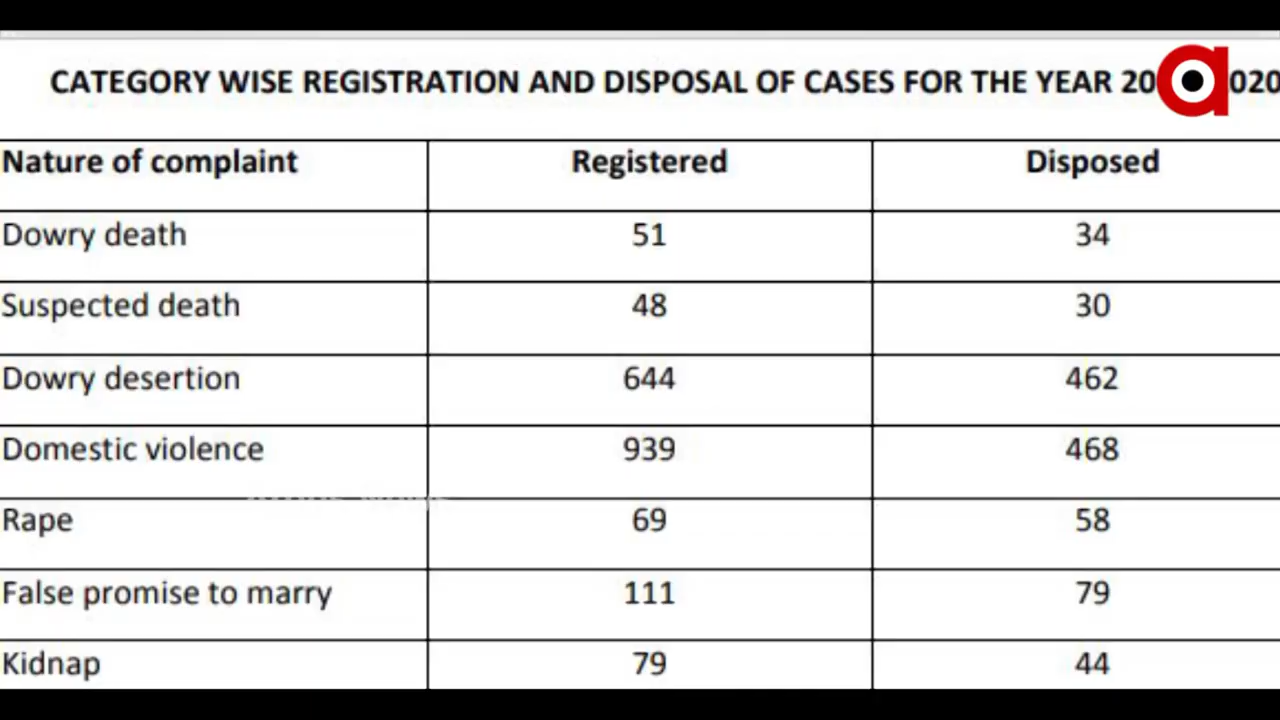 CATEGORY WISE REGISTRATION AND DISPOSAL OF CASES FOR THE YEAR 20 020
Nature of complaint Registered Disposed
Dowry death 51 34
Suspected death 48 30
Dowry desertion 644 462
Domestic violence 939 468
Rape 69 58
False promise to marry 111 79
Kidnap 79 44